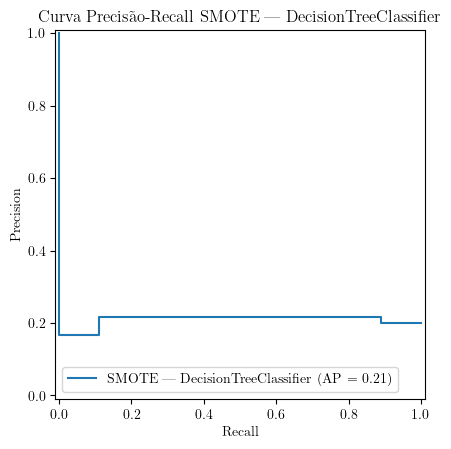 Curva Precisão-Recall SMOTE — DecisionTreeClassifier
1.0
0.8
0.6
0.4
0.2
0.0
Precision
SMOTE — DecisionTreeClassifier (AP = 0.21)
0.0 0.2 0.4 0.6 0.8 1.0
Recall